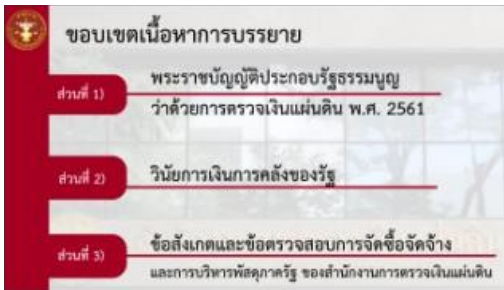 ขอบเขตเนื้อหาการบรรยาย
ส่วนที่ 1)
พระราชบัญญัติประกอบรัฐธรรมนูญ
ว่าด้วยการตรวจเงินแผ่นดิน พ.ศ. 2561
ส่วนที่ 2)
วินัยการเงินการคลังของรัฐ
ส่วนที่ 3)
ข้อสังเกตและข้อตรวจสอบการจัดซื้อจัดจ้าง
และการบริหารพัสดุภาครัฐ ของสำนักงานการตรวจเงินแผ่นดิน